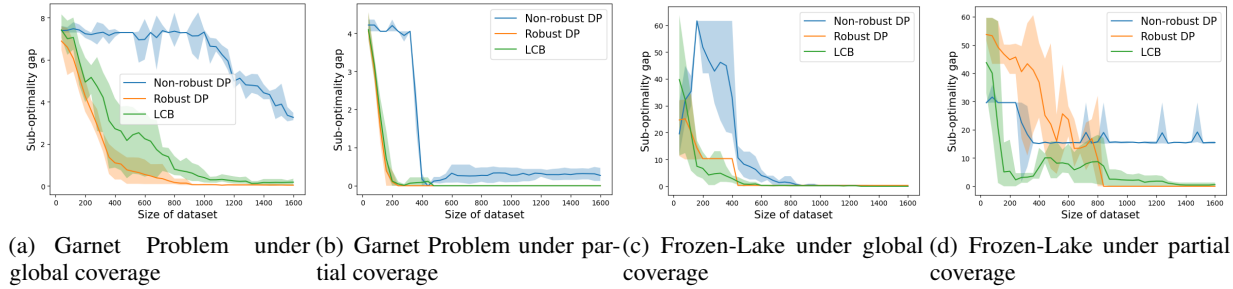 Sub-optimality gap
8
6
4
2
0
Non-robust DP
Robust DP
LCB
0 200 400 600 800 1000 1200 1400 1600
Size of dataset
Sub-optimality gap
4
3
2
1
0
Non-robust DP
Robust DP
LCB
0 200 400 600 800 1000 1200 1400 1600
Size of dataset
Sub-optimality gap
60
50
40
30
20
10
0
Non-robust DP
Robust DP
LCB
0 200 400 600 800 1000 1200 1400 1600
Size of dataset
Sub-optimality gap
60
50
40
30
20
10
0
Non-robust DP
Robust DP
LCB
0 200 400 600 800 1000 1200 1400 1600
Size of dataset
(a) Garnet Problem under
global coverage
(b) Garnet Problem under par-
tial coverage
(c) Frozen-Lake under global
coverage
(d) Frozen-Lake under partial
coverage